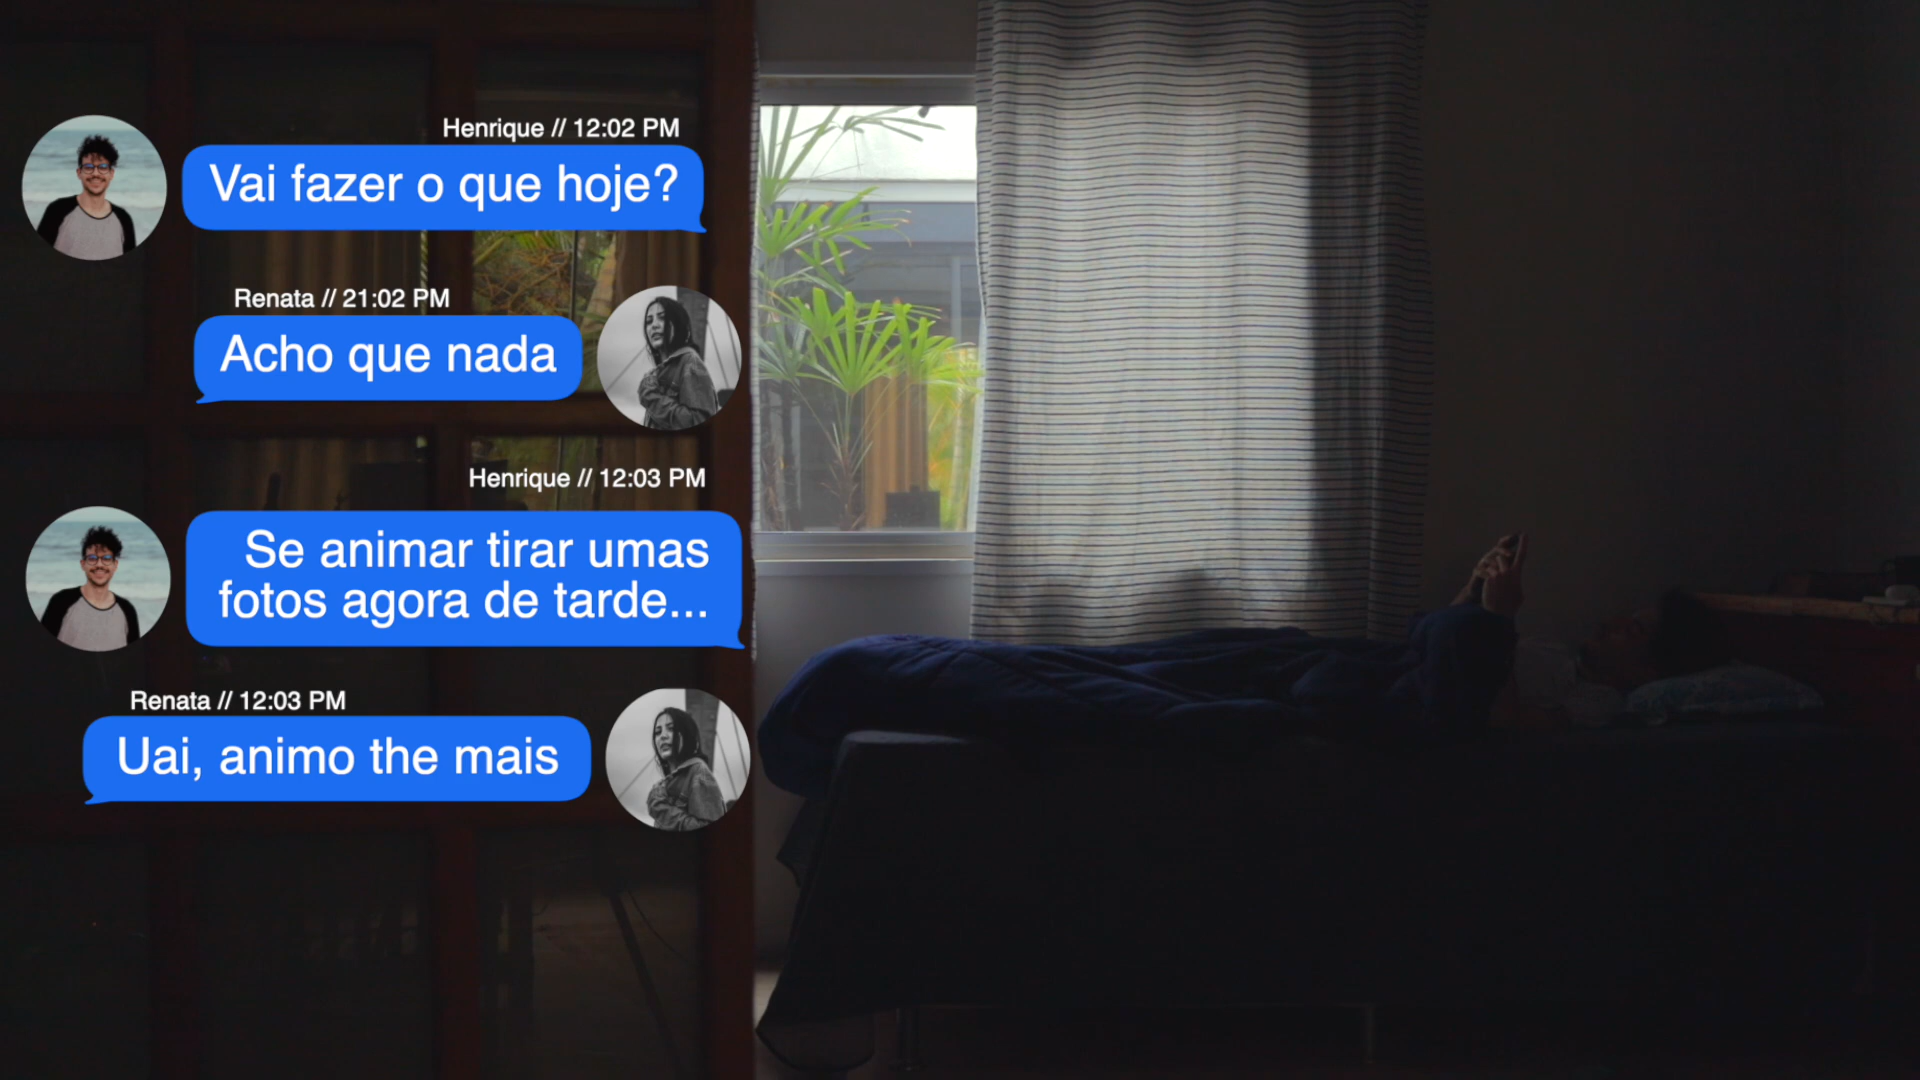 Henrique // 12:02 PM
Vai fazer o que hoje?
Renata // 21:02 PM
Acho que nada
Henrique // 12:03 PM
Se animar tirar umas
fotos agora de tarde...
Renata // 12:03 PM
Uai, animo the mais